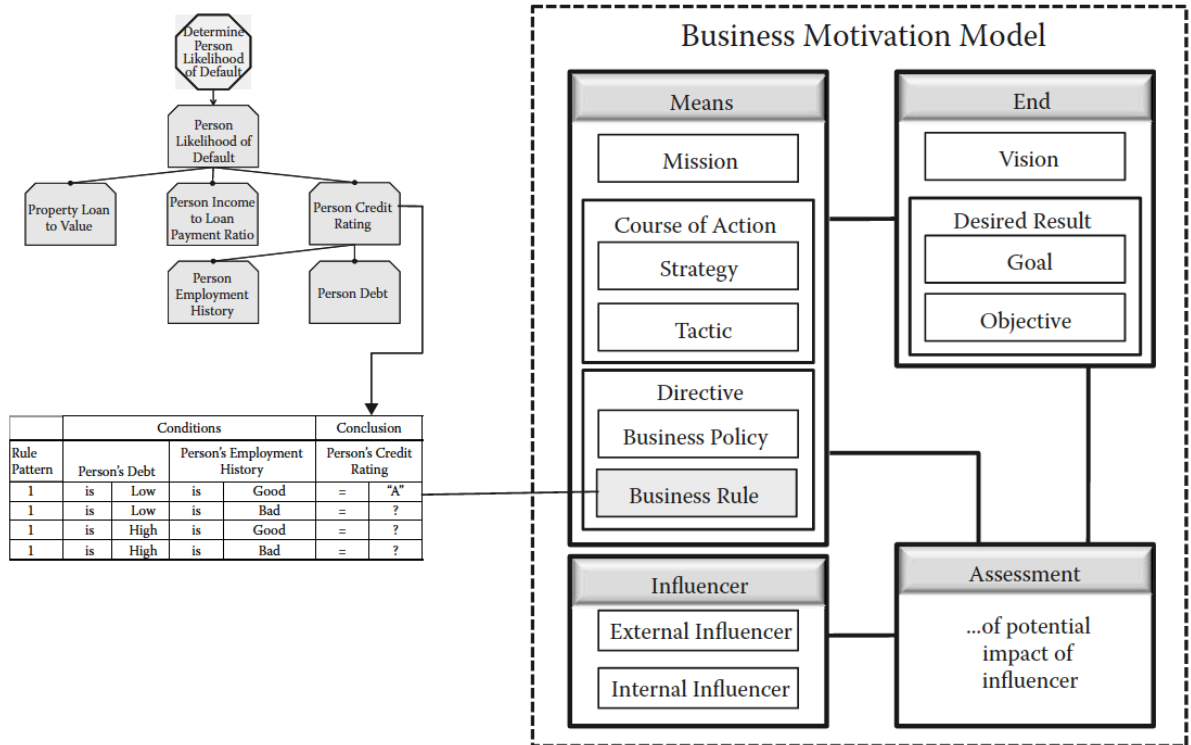 Determine
Person
Likelihood
of Default
Person
Likelihood of
Default
Property Loan
to Value
Person Income
to Loan
Payment Ratio
Person Credit
Rating
Person
Employment
History
Person Debt
Conditions Conclusion
Rule
Pattern
Person's Debt
Person's Employment
History
Person's Credit
Rating
1 is Low is Good = "A"
1 is Low is Bad = ?
1 is High is Good = ?
1 is High is Bad = ?
Business Motivation Model
Means
Mission
Course of Action
Strategy
Tactic
Directive
Business Policy
Business Rule
End
Vision
Desired Result
Goal
Objective
Influencer
External Influencer
Internal Influencer
Assessment
...of potential
impact of
influencer